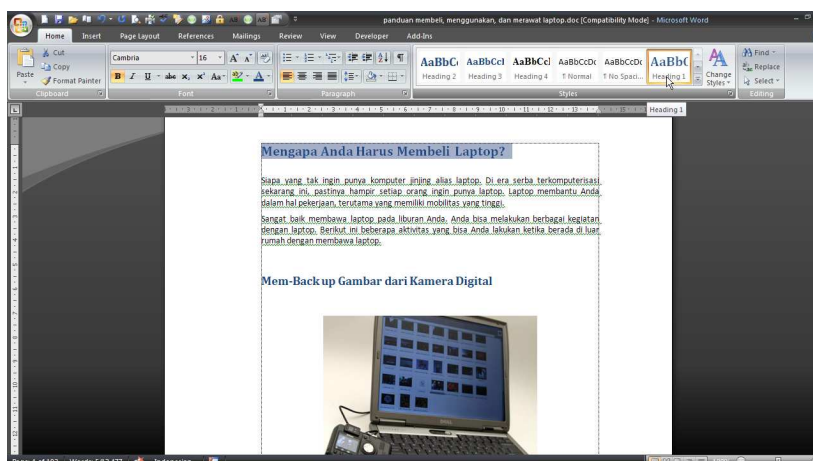 panduan membeli, menggunakan, dan merawat laptop.doc [Compatibility Mode] - Microsoft Word
Home Insert Page Layout References Mailings Review View Developer Add-Ins
Paste
Cut
Copy
Format Painter
Clipboard
Cambria 16
B I U abc x₂ x² Aa A
Font
Paragraph
AaBbC AaBbCcI AaBbCc AaBbCcDc AaBbCcDc AaBbC
Heading 2 Heading 3 Heading 4 ¶ Normal ¶ No Spaci... Heading 1
Styles
Change Styles
Find
Replace
Select
Editing
Heading 1
Mengapa Anda Harus Membeli Laptop?
Siapa yang tak ingin punya komputer jinjing alias laptop. Di era serba terkomputerisasi
sekarang ini, pastinya hampir setiap orang ingin punya laptop. Laptop membantu Anda
dalam hal pekerjaan, terutama yang memiliki mobilitas yang tinggi.
Sangat baik membawa laptop pada liburan Anda. Anda bisa melakukan berbagai kegiatan
dengan laptop. Berikut ini beberapa aktivitas yang bisa Anda lakukan ketika berada di luar
rumah dengan membawa laptop.
Mem-Back up Gambar dari Kamera Digital